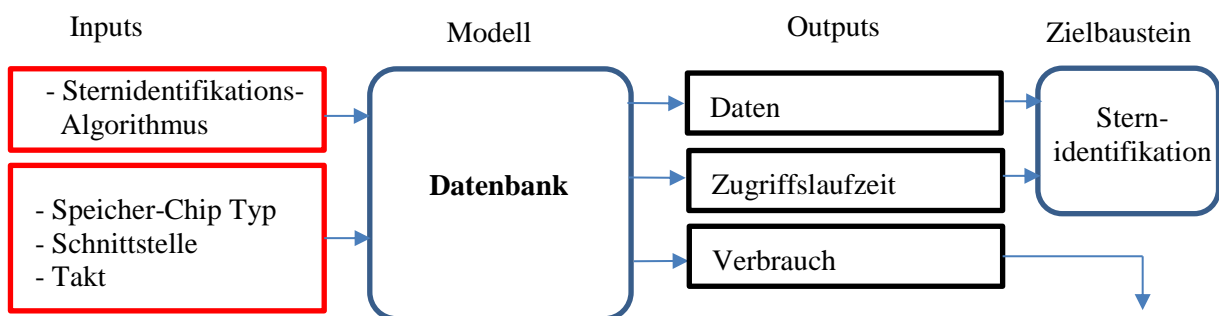 Inputs
Modell
Outputs
Zielbaustein
- Sternidentifikations-
Algorithmus
- Speicher-Chip Typ
- Schnittstelle
- Takt
Datenbank
Daten
Zugriffslaufzeit
Verbrauch
Stern-
identifikation